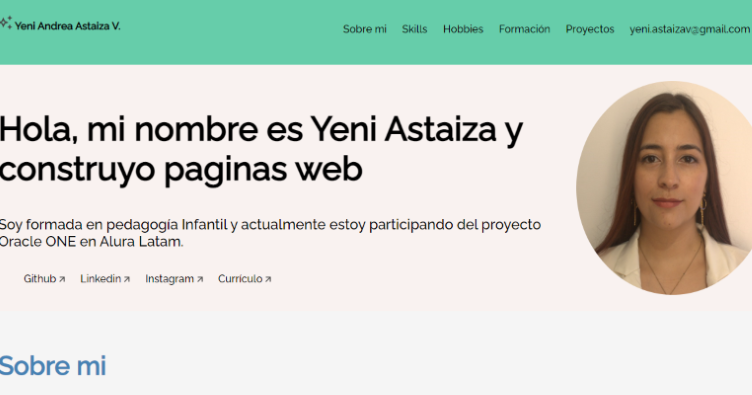 Yeni Andrea Astaiza V.
Sobre mi Skills Hobbies Formación Proyectos yeni.astaizav@gmail.com
Hola, mi nombre es Yeni Astaiza y
construyo paginas web
Soy formada en pedagogía Infantil y actualmente estoy participando del proyecto
Oracle ONE en Alura Latam.
Github ↗ Linkedin ↗ Instagram ↗ Currículo ↗
Sobre mi